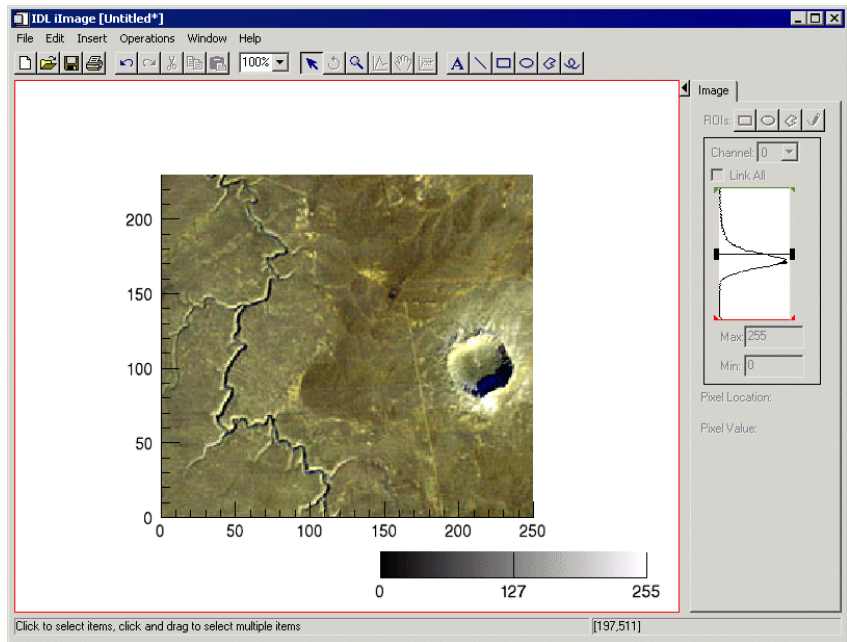 IDL iImage [Untitled*]
File Edit Insert Operations Window Help
100%
A
Image
ROIs:
Channel: 0
Link All
Max: 255
Min: 0
Pixel Location:
Pixel Value:
200
150
100
50
0
0 50 100 150 200 250
0 127 255
Click to select items, click and drag to select multiple items [197,511]